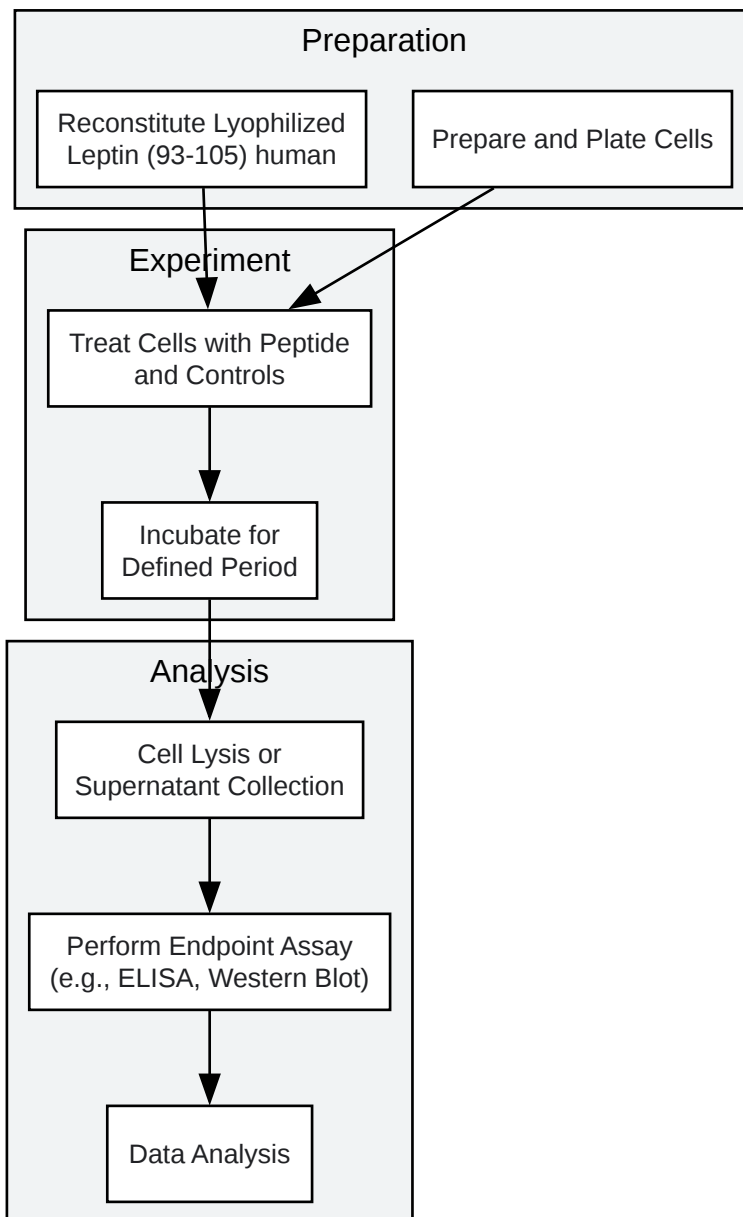 Preparation
Reconstitute Lyophilized
Leptin (93-105) human
Prepare and Plate Cells
Experiment
Treat Cells with Peptide
and Controls
Incubate for
Defined Period
Analysis
Cell Lysis or
Supernatant Collection
Perform Endpoint Assay
(e.g., ELISA, Western Blot)
Data Analysis